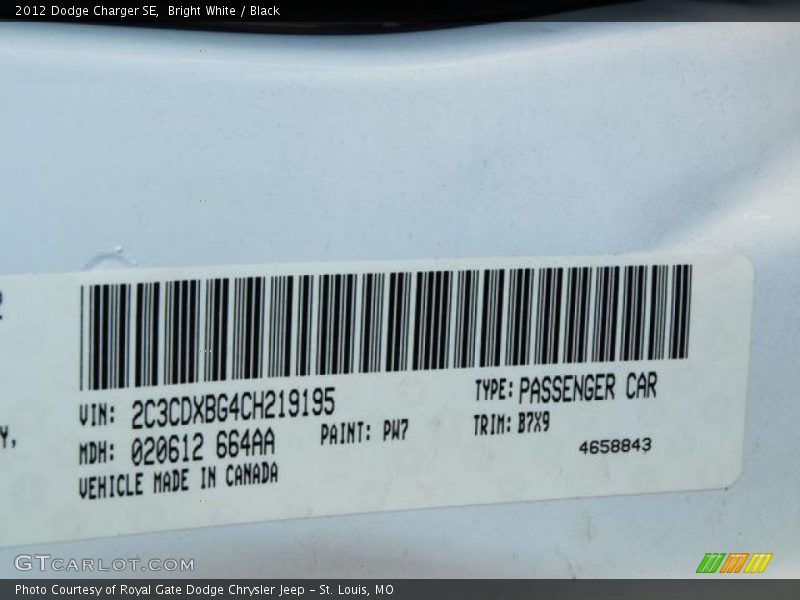 2012 Dodge Charger SE, Bright White / Black
2
Y,
VIN: 2C3CDXBG4CH219195
TYPE: PASSENGER CAR
MDH: 020612 664AA
PAINT: PW7
TRIM: B7X9
VEHICLE MADE IN CANADA
4658843
GTCARLOT.COM
Photo Courtesy of Royal Gate Dodge Chrysler Jeep – St. Louis, MO